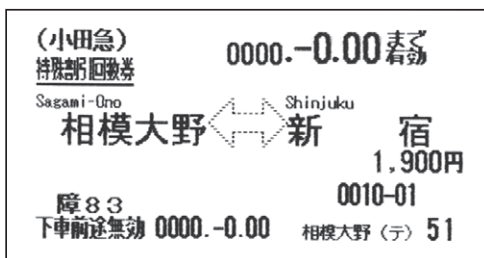 (小田急)
特殊割引回数券
0000.-0.00まで有効
Sagami-Ono Shinjuku
相模大野 新宿
1,900円
0010-01
障83
下車前途無効 0000.-0.00 相模大野(テ) 51